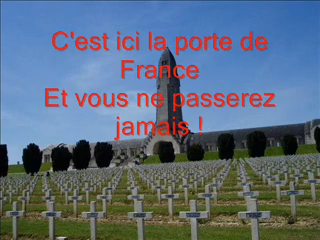 C'est ici la porte de
France
Et vous ne passerez
jamais !